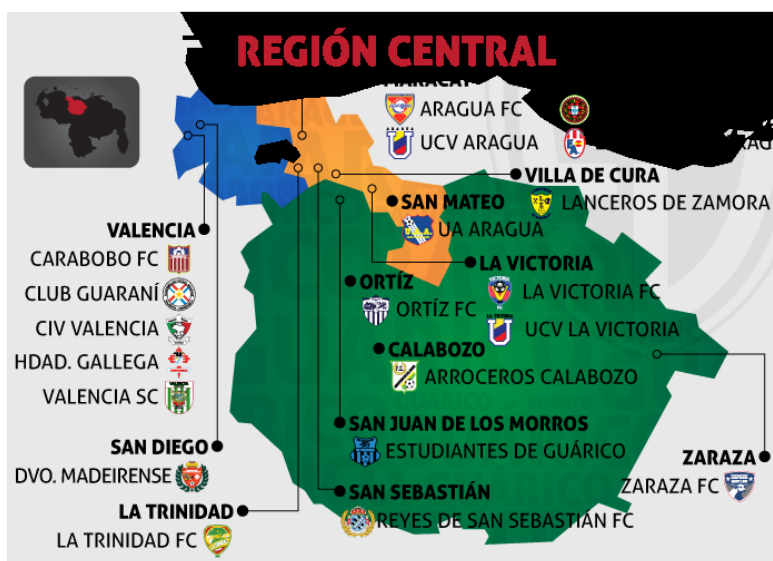 REGIÓN CENTRAL
MARACAY
ARAGUA FC
UCV ARAGUA
VILLA DE CURA
LANCEROS DE ZAMORA
SAN MATEO
UA ARAGUA
VALENCIA
CARABOBO FC
CLUB GUARANÍ
CIV VALENCIA
HDAD. GALLEGA
VALENCIA SC
LA VICTORIA
LA VICTORIA FC
UCV LA VICTORIA
ORTÍZ
ORTÍZ FC
CALABOZO
ARROCEROS CALABOZO
SAN JUAN DE LOS MORROS
ESTUDIANTES DE GUÁRICO
SAN DIEGO
DVO. MADEIRENSE
ZARAZA
ZARAZA FC
SAN SEBASTIÁN
REYES DE SAN SEBASTIÁN FC
LA TRINIDAD
LA TRINIDAD FC